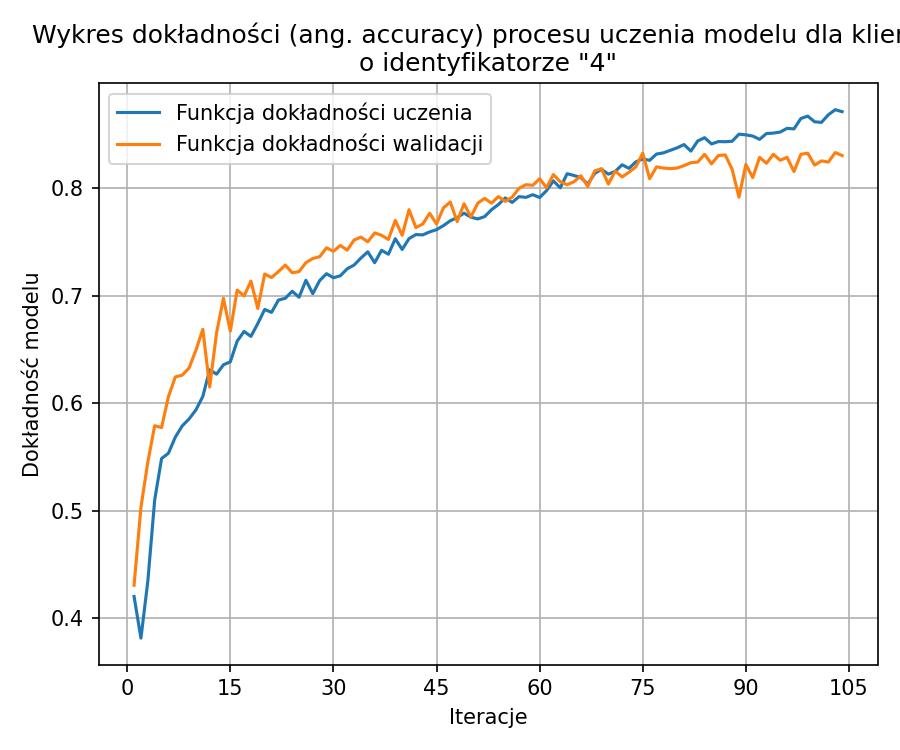 Wykres dokładności (ang. accuracy) procesu uczenia modelu dla
o identyfikatorze "4"
Funkcja dokładności uczenia
Funkcja dokładności walidacji
0.8
0.7
0.6
0.5
0.4
Dokładność modelu
0 15 30 45 60 75 90 105
Iteracje